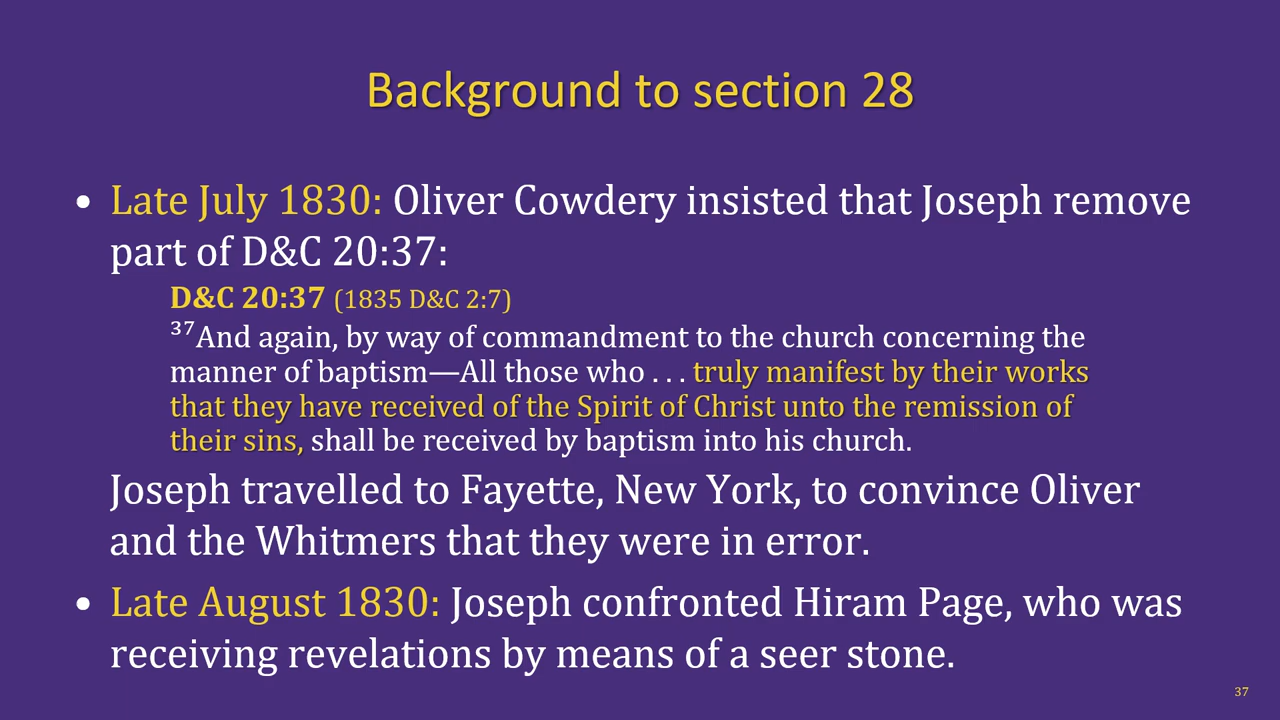 Background to section 28
• Late July 1830: Oliver Cowdery insisted that Joseph remove
part of D&C 20:37:
D&C 20:37 (1835 D&C 2:7)
³⁷And again, by way of commandment to the church concerning the
manner of baptism—All those who . . . truly manifest by their works
that they have received of the Spirit of Christ unto the remission of
their sins, shall be received by baptism into his church.
Joseph travelled to Fayette, New York, to convince Oliver
and the Whitmers that they were in error.
• Late August 1830: Joseph confronted Hiram Page, who was
receiving revelations by means of a seer stone.
37